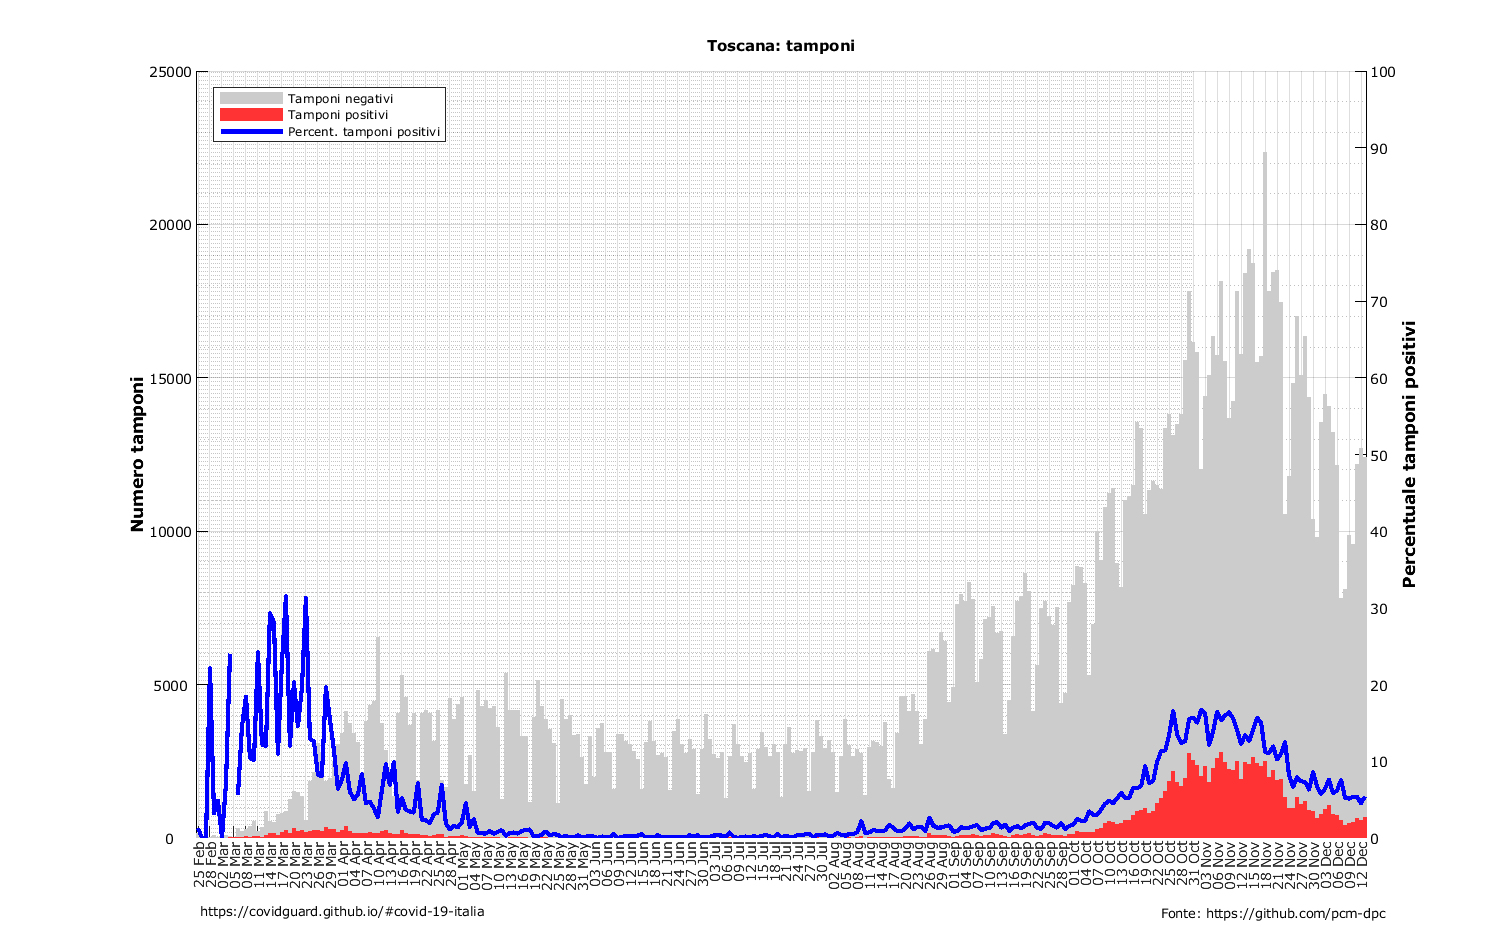 Toscana: tamponi
Tamponi negativi
Tamponi positivi
Percent. tamponi positivi
Numero tamponi
25000
20000
15000
10000
5000
0
Percentuale tamponi positivi
100
90
80
70
60
50
40
30
20
10
0
25 Feb
28 Feb
02 Mar
05 Mar
08 Mar
11 Mar
14 Mar
17 Mar
20 Mar
23 Mar
26 Mar
29 Mar
01 Apr
04 Apr
07 Apr
10 Apr
13 Apr
16 Apr
19 Apr
22 Apr
25 Apr
28 Apr
01 May
04 May
07 May
10 May
13 May
16 May
19 May
22 May
25 May
28 May
31 May
03 Jun
06 Jun
09 Jun
12 Jun
15 Jun
18 Jun
21 Jun
24 Jun
27 Jun
30 Jun
03 Jul
06 Jul
09 Jul
12 Jul
15 Jul
18 Jul
21 Jul
24 Jul
27 Jul
30 Jul
02 Aug
05 Aug
08 Aug
11 Aug
14 Aug
17 Aug
20 Aug
23 Aug
26 Aug
29 Aug
01 Sep
04 Sep
07 Sep
10 Sep
13 Sep
16 Sep
19 Sep
22 Sep
25 Sep
28 Sep
01 Oct
04 Oct
07 Oct
10 Oct
13 Oct
16 Oct
19 Oct
22 Oct
25 Oct
28 Oct
31 Oct
03 Nov
06 Nov
09 Nov
12 Nov
15 Nov
18 Nov
21 Nov
24 Nov
27 Nov
30 Nov
03 Dec
06 Dec
09 Dec
12 Dec
https://covidguard.github.io/#covid-19-italia
Fonte: https://github.com/pcm-dpc